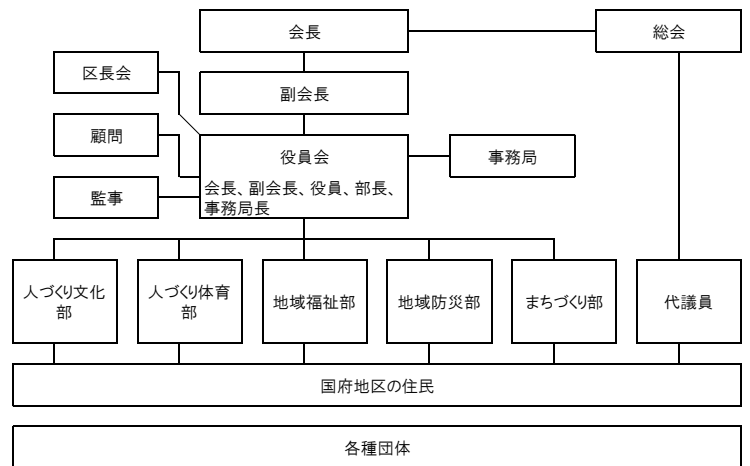 会長
総会
区長会
副会長
顧問
役員会
会長、副会長、役員、部長、
事務局長
事務局
監事
人づくり文化
部
人づくり体育
部
地域福祉部
地域防災部
まちづくり部
代議員
国府地区の住民
各種団体